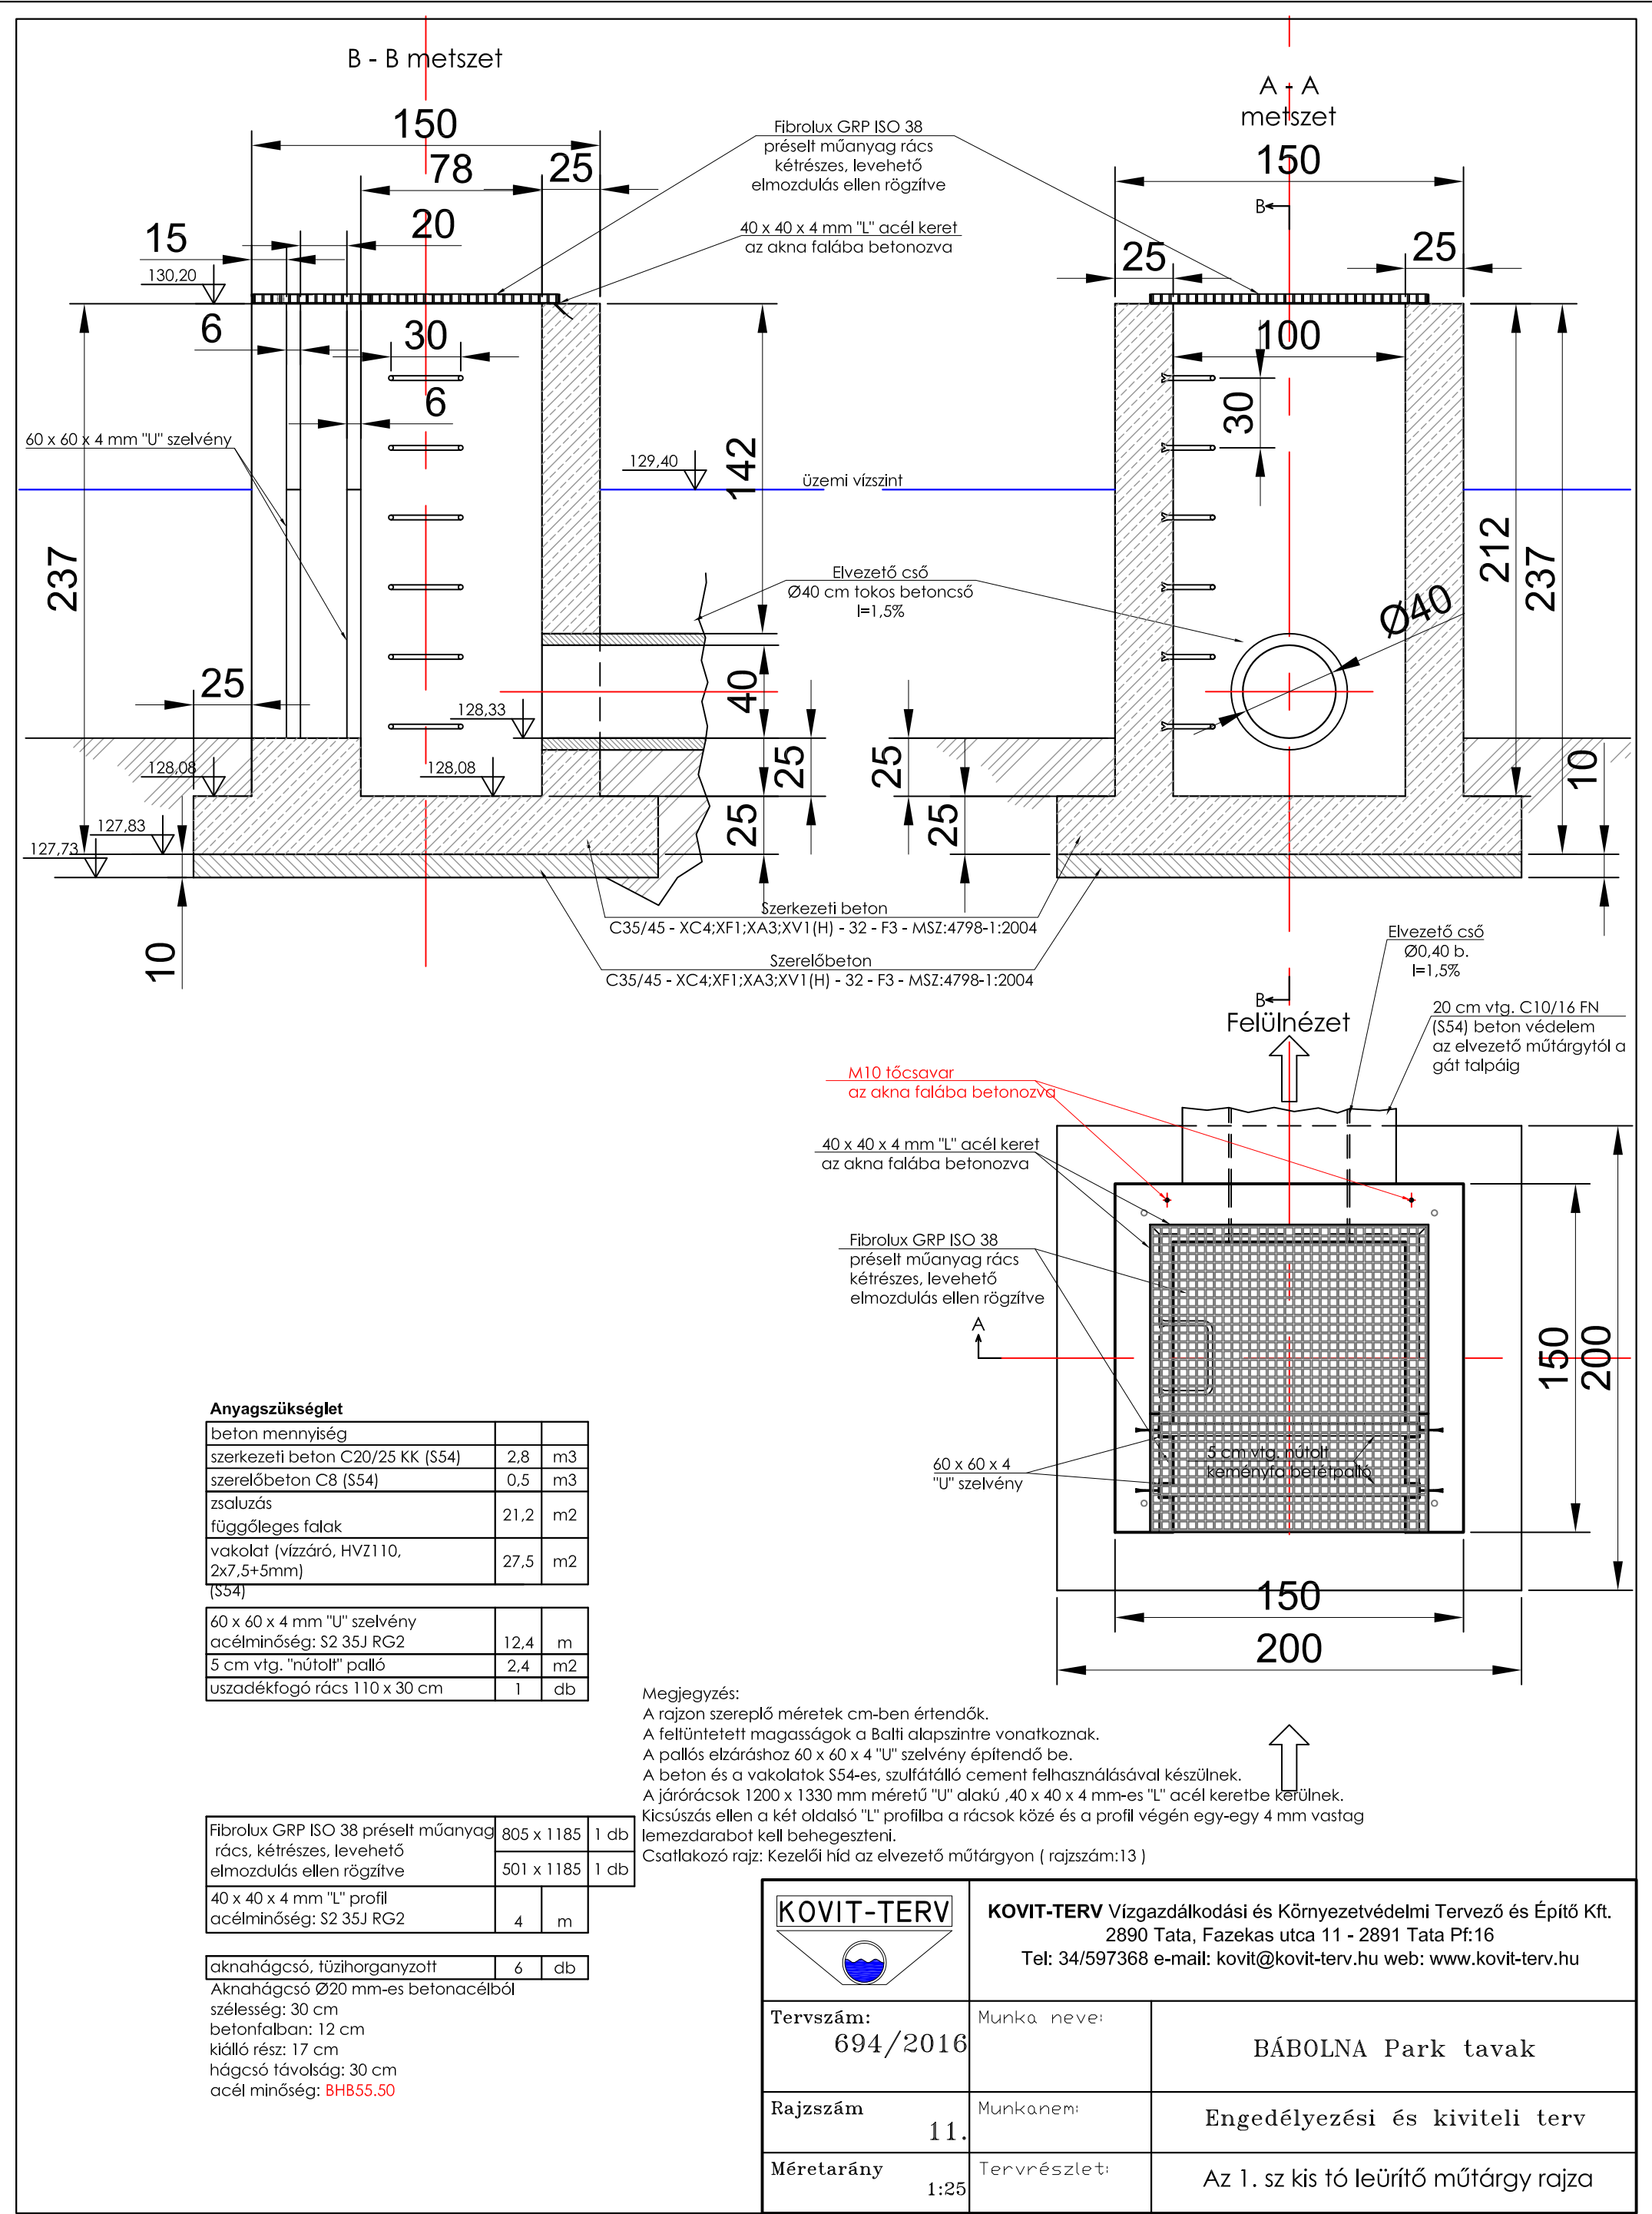 B - B metszet
150
78
25
15
20
130,20
6
30
6
60 x 60 x 4 mm "U" szelvény
237
142
129,40
üzemi vízszint
25
128,33
40
128,08
128,08
25
127,83
25
127,73
10
Fibrolux GRP ISO 38
préselt műanyag rács
kétrészes, levehető
elmozdulás ellen rögzítve
40 x 40 x 4 mm "L" acél keret
az akna falába betonozva
Elvezető cső
Ø40 cm tokos betoncső
I=1,5%
A - A
metszet
150
B
25
25
100
30
212
237
Ø40
25
10
25
Szerkezeti beton
C35/45 - XC4;XF1;XA3;XV1(H) - 32 - F3 - MSZ:4798-1:2004
Szerelőbeton
C35/45 - XC4;XF1;XA3;XV1(H) - 32 - F3 - MSZ:4798-1:2004
B
Felülnézet
Elvezető cső
Ø0,40 b.
I=1,5%
20 cm vtg. C10/16 FN
(S54) beton védelem
az elvezető műtárgytól a
gát talpáig
M10 tőcsavar
az akna falába betonozva
40 x 40 x 4 mm "L" acél keret
az akna falába betonozva
Fibrolux GRP ISO 38
préselt műanyag rács
kétrészes, levehető
elmozdulás ellen rögzítve
A
60 x 60 x 4
"U" szelvény
5 cm vtg. nútolt
keményfa betétpalló
150
200
150
200
Anyagszükséglet
beton mennyiség
szerkezeti beton C20/25 KK (S54) 2,8 m3
szerelőbeton C8 (S54) 0,5 m3
zsaluzás
függőleges falak 21,2 m2
vakolat (vízzáró, HVZ110,
2x7,5+5mm) 27,5 m2
(S54)
60 x 60 x 4 mm "U" szelvény
acélminőség: S2 35J RG2 12,4 m
5 cm vtg. "nútolt" palló 2,4 m2
uszadékfogó rács 110 x 30 cm 1 db
Fibrolux GRP ISO 38 préselt műanyag 805 x 1185 1 db
rács, kétrészes, levehető
elmozdulás ellen rögzítve 501 x 1185 1 db
40 x 40 x 4 mm "L" profil
acélminőség: S2 35J RG2 4 m
aknahágcsó, tüzihorganyzott 6 db
Aknahágcsó Ø20 mm-es betonacélból
szélesség: 30 cm
betonfalban: 12 cm
kiálló rész: 17 cm
hágcsó távolság: 30 cm
acél minőség: BHB55.50
Megjegyzés:
A rajzon szereplő méretek cm-ben értendők.
A feltüntetett magasságok a Balti alapszintre vonatkoznak.
A pallós elzáráshoz 60 x 60 x 4 "U" szelvény építendő be.
A beton és a vakolatok S54-es, szulfátálló cement felhasználásával készülnek.
A járórácsok 1200 x 1330 mm méretű "U" alakú ,40 x 40 x 4 mm-es "L" acél keretbe kerülnek.
Kicsúszás ellen a két oldalsó "L" profilba a rácsok közé és a profil végén egy-egy 4 mm vastag
lemezdarabot kell behegeszteni.
Csatlakozó rajz: Kezelői híd az elvezető műtárgyon ( rajzszám:13 )
KOVIT-TERV
KOVIT-TERV Vízgazdálkodási és Környezetvédelmi Tervező és Építő Kft.
2890 Tata, Fazekas utca 11 - 2891 Tata Pf:16
Tel: 34/597368 e-mail: kovit@kovit-terv.hu web: www.kovit-terv.hu
Tervszám:
694/2016
Munka neve:
BÁBOLNA Park tavak
Rajzszám
11.
Munkanem:
Engedélyezési és kiviteli terv
Méretarány
1:25
Tervrészlet:
Az 1. sz kis tó leürítő műtárgy rajza